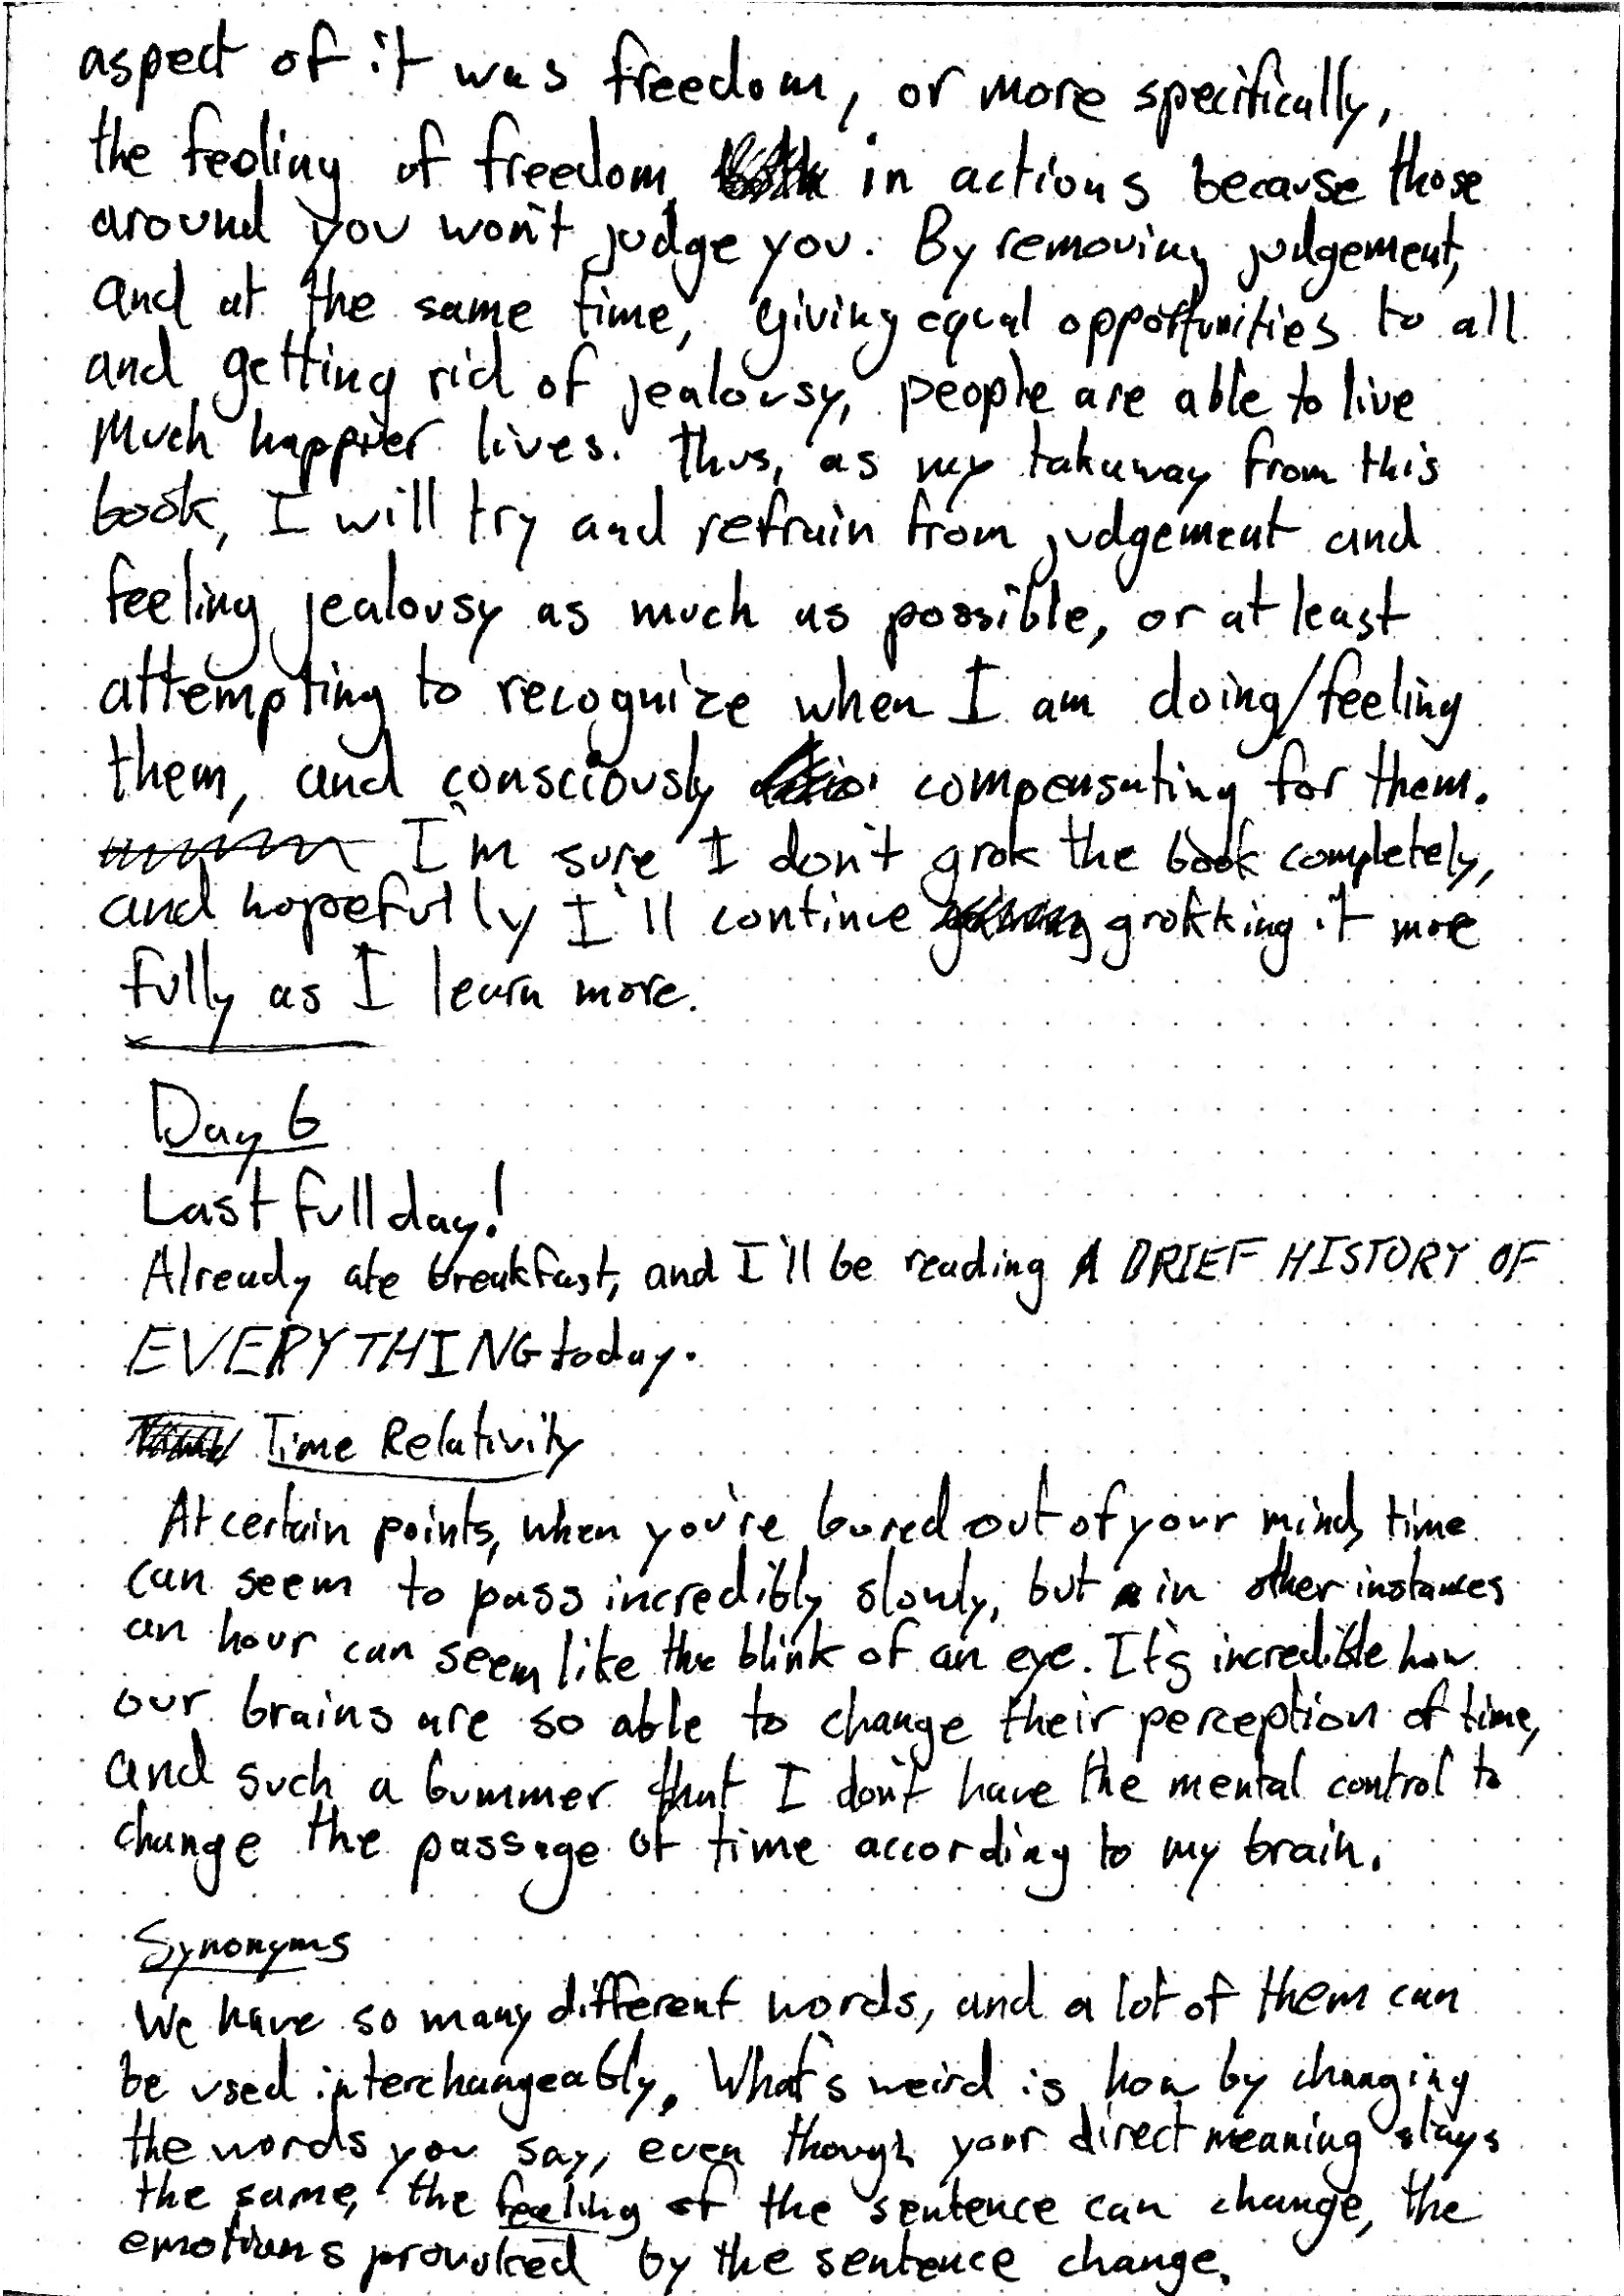 aspect of it was freedom, or more specifically,
the feeling of freedom in actions because those
around you won't judge you. By removing judgement,
and at the same time, giving equal opportunities to all
and getting rid of jealousy, people are able to live
much happier lives. Thus, as my takaway from this
book, I will try and refrain from judgement and
feeling jealousy as much as possible, or at least
attempting to recognize when I am doing/feeling
them, and consciously compensating for them.
I'm sure I don't grok the book completely,
and hopefully I'll continue grokking it more
fully as I learn more.
Day 6
Last full day!
Already ate breakfast, and I'll be reading A BRIEF HISTORY OF
EVERYTHING today.
Time Relativity
At certain points, when you're bored out of your mind, time
can seem to pass incredibly slowly, but in other instances
an hour can seem like the blink of an eye. It's incredible how
our brains are so able to change their perception of time,
and such a bummer that I don't have the mental control to
change the passage of time according to my brain.
Synonyms
We have so many different words, and a lot of them can
be used interchangeably. What's weird is how by changing
the words you say, even though your direct meaning stays
the same, the feeling of the sentence can change, the
emotions provoked by the sentence change.